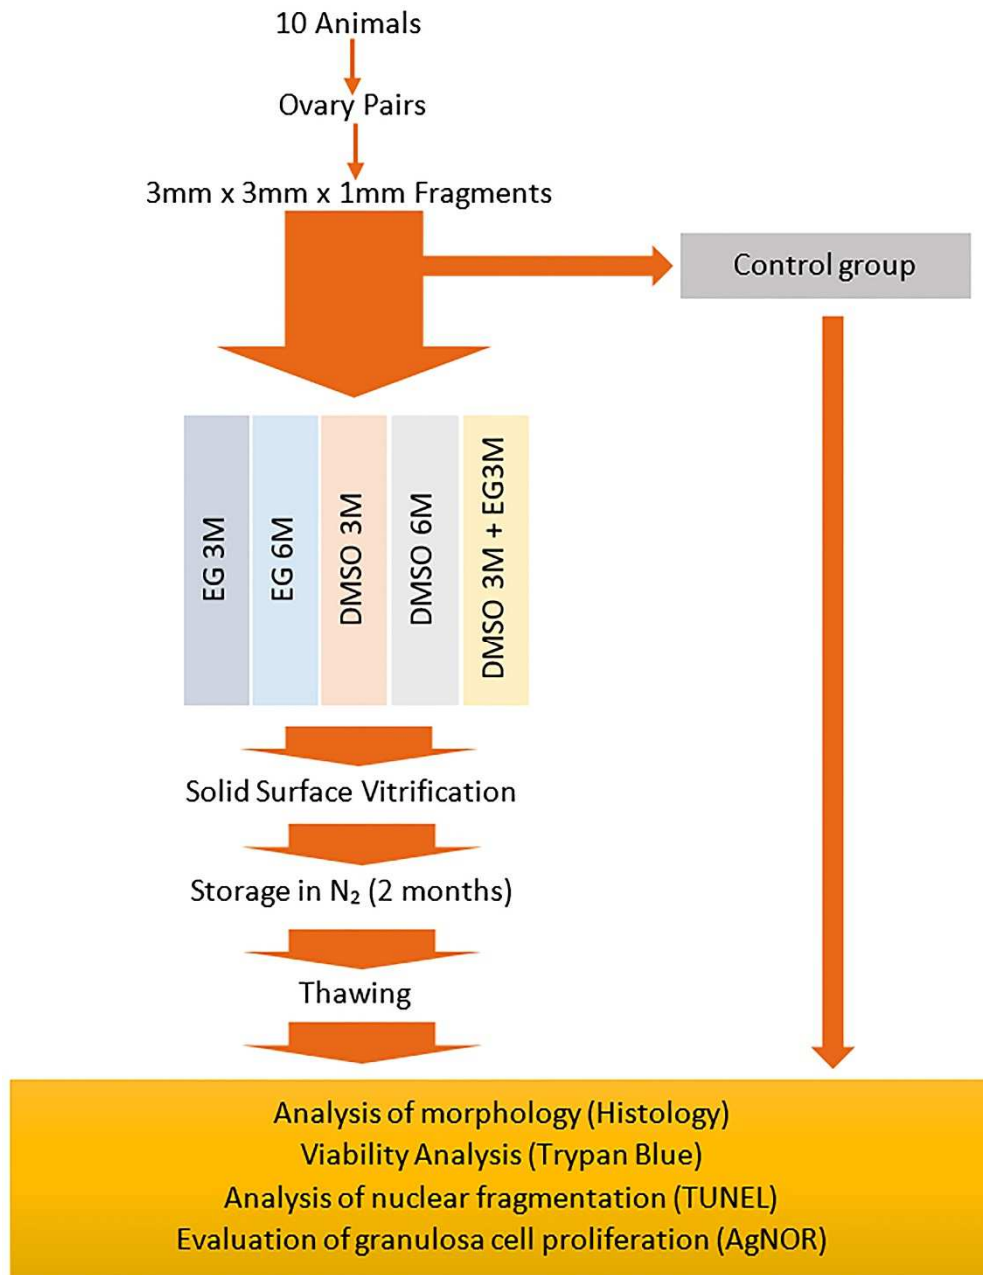 10 Animals
Ovary Pairs
3mm x 3mm x 1mm Fragments
Control group
EG 3M
EG 6M
DMSO 3M
DMSO 6M
DMSO 3M + EG3M
Solid Surface Vitrification
Storage in N₂ (2 months)
Thawing
Analysis of morphology (Histology)
Viability Analysis (Trypan Blue)
Analysis of nuclear fragmentation (TUNEL)
Evaluation of granulosa cell proliferation (AgNOR)